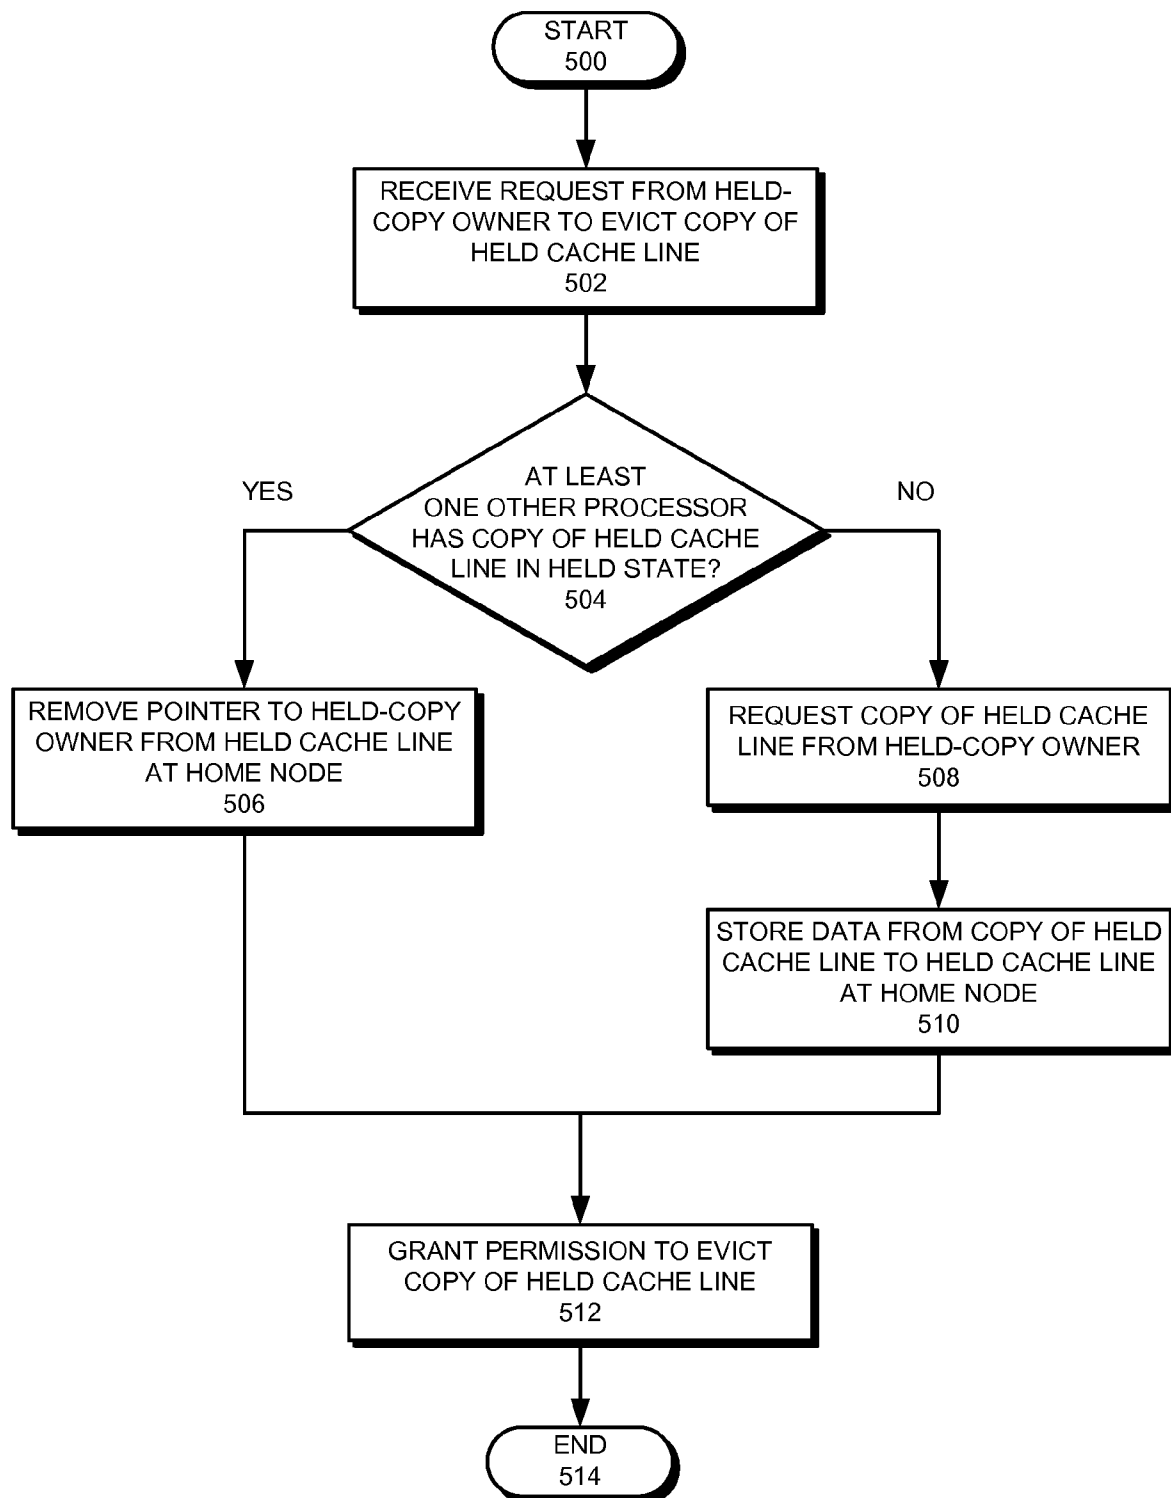 START
500
RECEIVE REQUEST FROM HELD-
COPY OWNER TO EVICT COPY OF
HELD CACHE LINE
502
AT LEAST
ONE OTHER PROCESSOR
HAS COPY OF HELD CACHE
LINE IN HELD STATE?
504
YES
NO
REMOVE POINTER TO HELD-COPY
OWNER FROM HELD CACHE LINE
AT HOME NODE
506
REQUEST COPY OF HELD CACHE
LINE FROM HELD-COPY OWNER
508
STORE DATA FROM COPY OF HELD
CACHE LINE TO HELD CACHE LINE
AT HOME NODE
510
GRANT PERMISSION TO EVICT
COPY OF HELD CACHE LINE
512
END
514